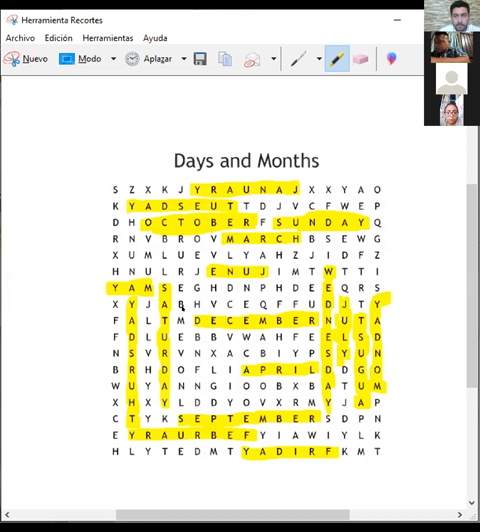 Herramienta Recortes
Archivo Edición Herramientas Ayuda
Nuevo Modo Aplazar
Days and Months
S Z X K J Y R A U N A J X X Y A O
K Y A D S E U T T D J V C F W E P
D H O C T O B E R F S U N D A Y Q
R N V B R O V M A R C H B S E W G
X U M L U E V L Y A H Z J I D F Z
H N U L R J E N U J I M T W T T I
Y A M S E G H D N P H D E E Q R S
X Y J A B H V C E Q F F U D J T Y
F A L T M D E C E M B E R N U T A
F D L U E B B V W A H F E E L S D
N S V R V N X A C B I Y P S Y U N
B R H D O F L I A P R I L D D G O
W U Y A N N G I O O B X B A T U M
X H X Y L D D Y O V X R M Y J A P
C T Y K S E P T E M B E R S D P N
E Y R A U R B E F Y I A W I Y L K
H L Y T E D M T Y A D I R F K M T